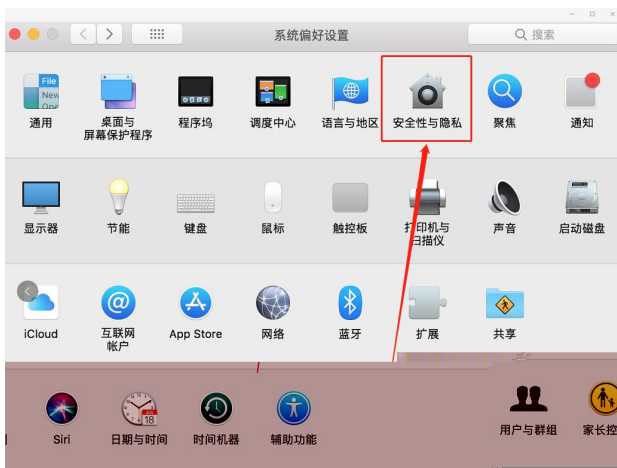 系统偏好设置
搜索
File
New
One
通用
桌面与
屏幕保护程序
程序坞
调度中心
语言与地区
安全性与隐私
聚焦
通知
显示器
节能
键盘
鼠标
触控板
打印机与
扫描仪
声音
启动磁盘
iCloud
互联网
帐户
App Store
网络
蓝牙
扩展
共享
Siri
JUL
18
日期与时间
时间机器
辅助功能
用户与群组
家长控